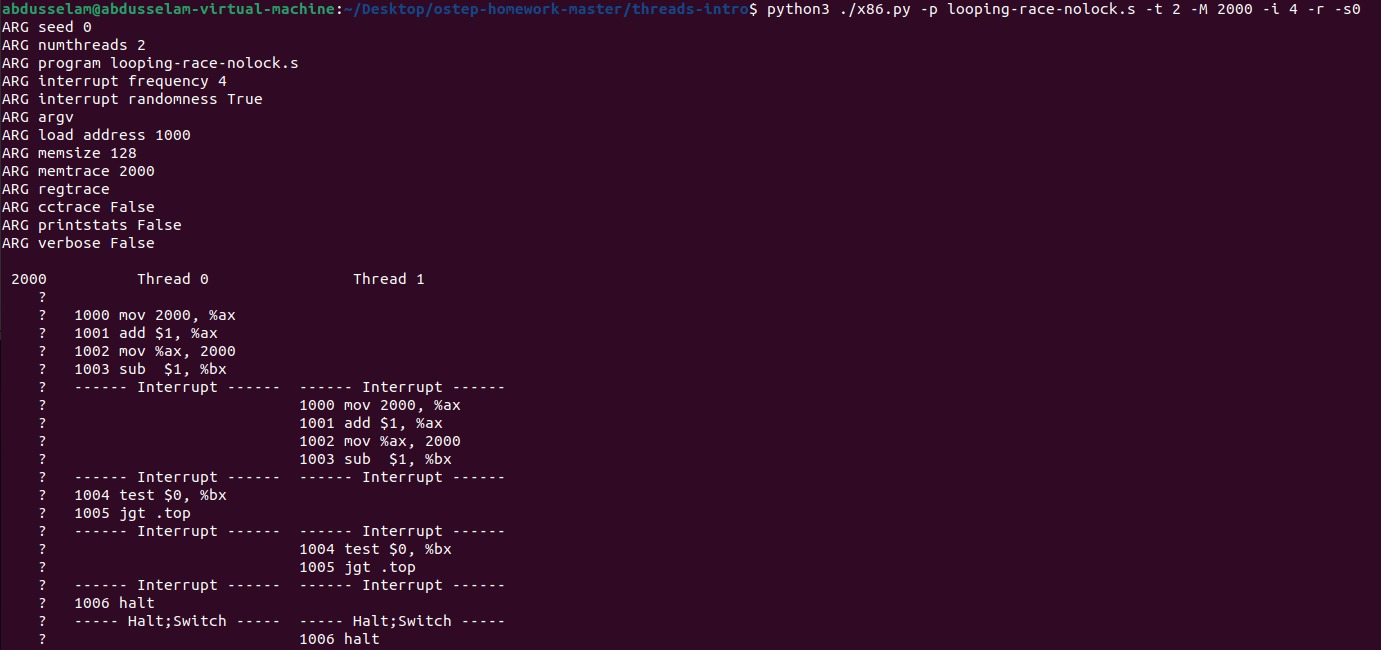 abdusselam@abdusselam-virtual-machine:~/Desktop/ostep-homework-master/threads-intro$ python3 ./x86.py -p looping-race-nolock.s -t 2 -M 2000 -i 4 -r -s0
ARG seed 0
ARG numthreads 2
ARG program looping-race-nolock.s
ARG interrupt frequency 4
ARG interrupt randomness True
ARG argv
ARG load address 1000
ARG memsize 128
ARG memtrace 2000
ARG regtrace
ARG cctrace False
ARG printstats False
ARG verbose False

 2000          Thread 0                Thread 1
    ?
    ?   1000 mov 2000, %ax
    ?   1001 add $1, %ax
    ?   1002 mov %ax, 2000
    ?   1003 sub  $1, %bx
    ?   ------ Interrupt ------  ------ Interrupt ------
    ?                            1000 mov 2000, %ax
    ?                            1001 add $1, %ax
    ?                            1002 mov %ax, 2000
    ?                            1003 sub  $1, %bx
    ?   ------ Interrupt ------  ------ Interrupt ------
    ?   1004 test $0, %bx
    ?   1005 jgt .top
    ?   ------ Interrupt ------  ------ Interrupt ------
    ?                            1004 test $0, %bx
    ?                            1005 jgt .top
    ?   ------ Interrupt ------  ------ Interrupt ------
    ?   1006 halt
    ?   ----- Halt;Switch -----  ----- Halt;Switch -----
    ?                            1006 halt